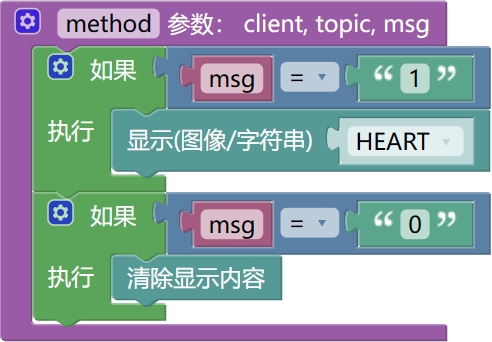 method 参数： client, topic, msg
如果 msg = “ 1 ”
执行 显示(图像/字符串) HEART
如果 msg = “ 0 ”
执行 清除显示内容